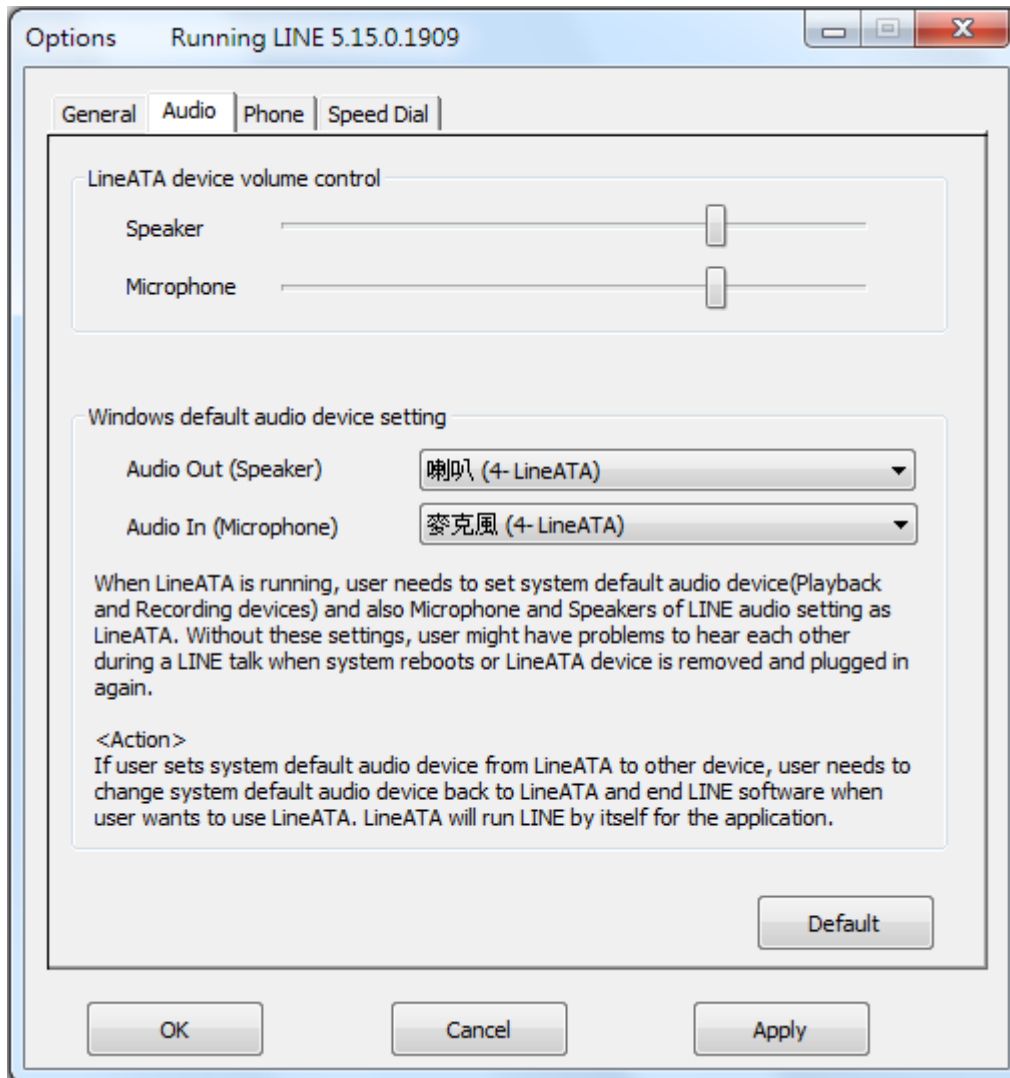 Options Running LINE 5.15.0.1909
General Audio Phone Speed Dial
LineATA device volume control
Speaker
Microphone
Windows default audio device setting
Audio Out (Speaker) 喇叭 (4- LineATA)
Audio In (Microphone) 麥克風 (4- LineATA)
When LineATA is running, user needs to set system default audio device(Playback
and Recording devices) and also Microphone and Speakers of LINE audio setting as
LineATA. Without these settings, user might have problems to hear each other
during a LINE talk when system reboots or LineATA device is removed and plugged in
again.
<Action>
If user sets system default audio device from LineATA to other device, user needs to
change system default audio device back to LineATA and end LINE software when
user wants to use LineATA. LineATA will run LINE by itself for the application.
Default
OK Cancel Apply